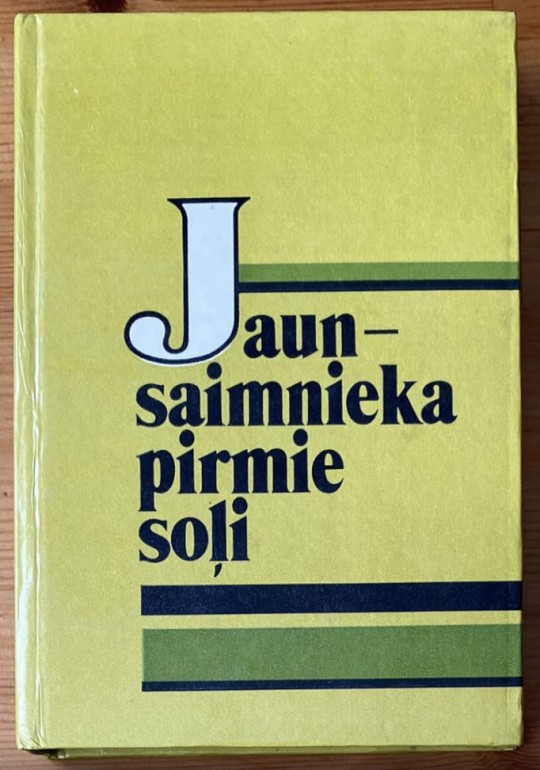 Jaun–
saimnieka
pirmie
soļi